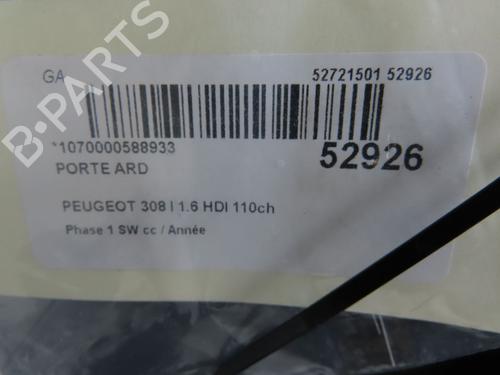 GA
52721501 52926
*1070000588933
52926
PORTE ARD
PEUGEOT 308 I 1.6 HDI 110ch
Phase 1 SW cc / Année
B-PARTS